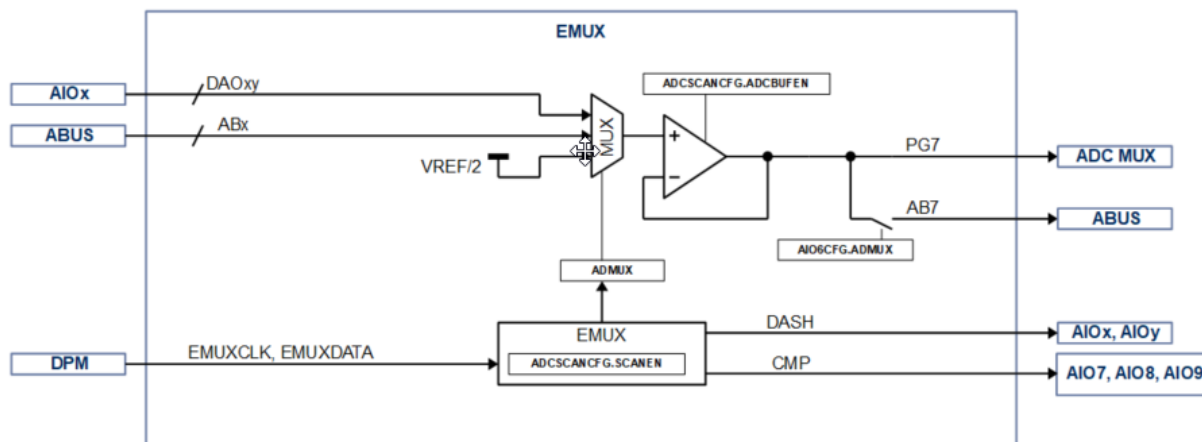 EMUX
AIOx
DAOxy
ADCSCANCFG.ADCBUFEN
ABUS
ABx
MUX
VREF/2
+
−
PG7
ADC MUX
AB7
ABUS
AIO6CFG.ADMUX
ADMUX
EMUX
ADCSCANCFG.SCANEN
DPM
EMUXCLK, EMUXDATA
DASH
AIOx, AIOy
CMP
AIO7, AIO8, AIO9